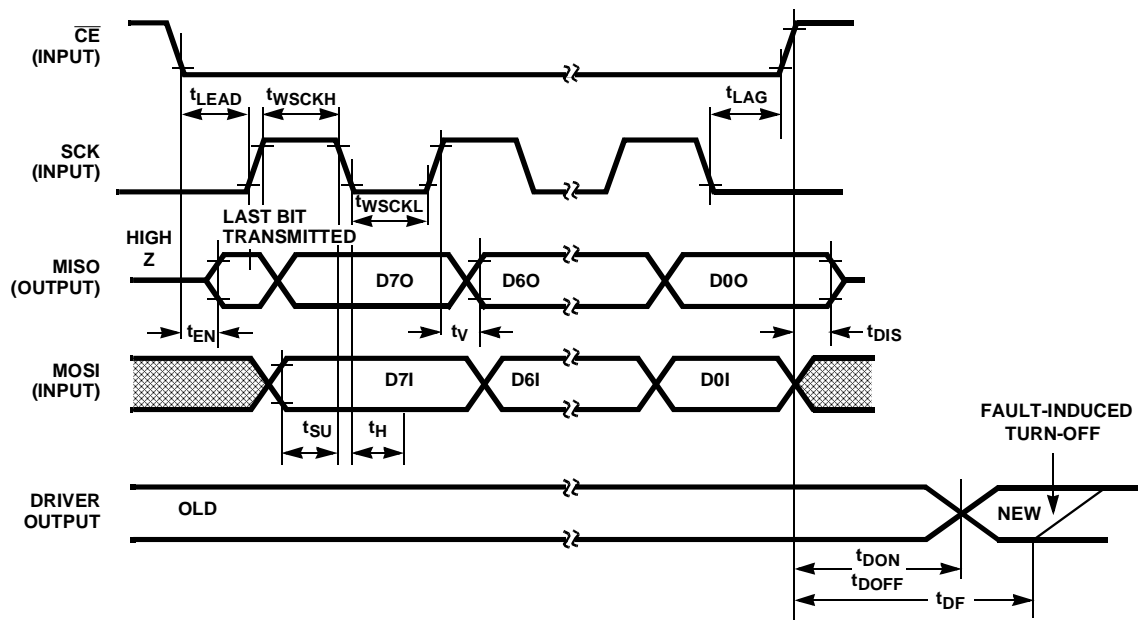 CE
(INPUT)
tLEAD
tWSCKH
tLAG
SCK
(INPUT)
tWSCKL
LAST BIT
TRANSMITTED
HIGH
Z
MISO
(OUTPUT)
D7O
D6O
D0O
tEN
tV
tDIS
MOSI
(INPUT)
D7I
D6I
D0I
tSU
tH
FAULT-INDUCED
TURN-OFF
DRIVER
OUTPUT
OLD
NEW
tDON
tDOFF
tDF